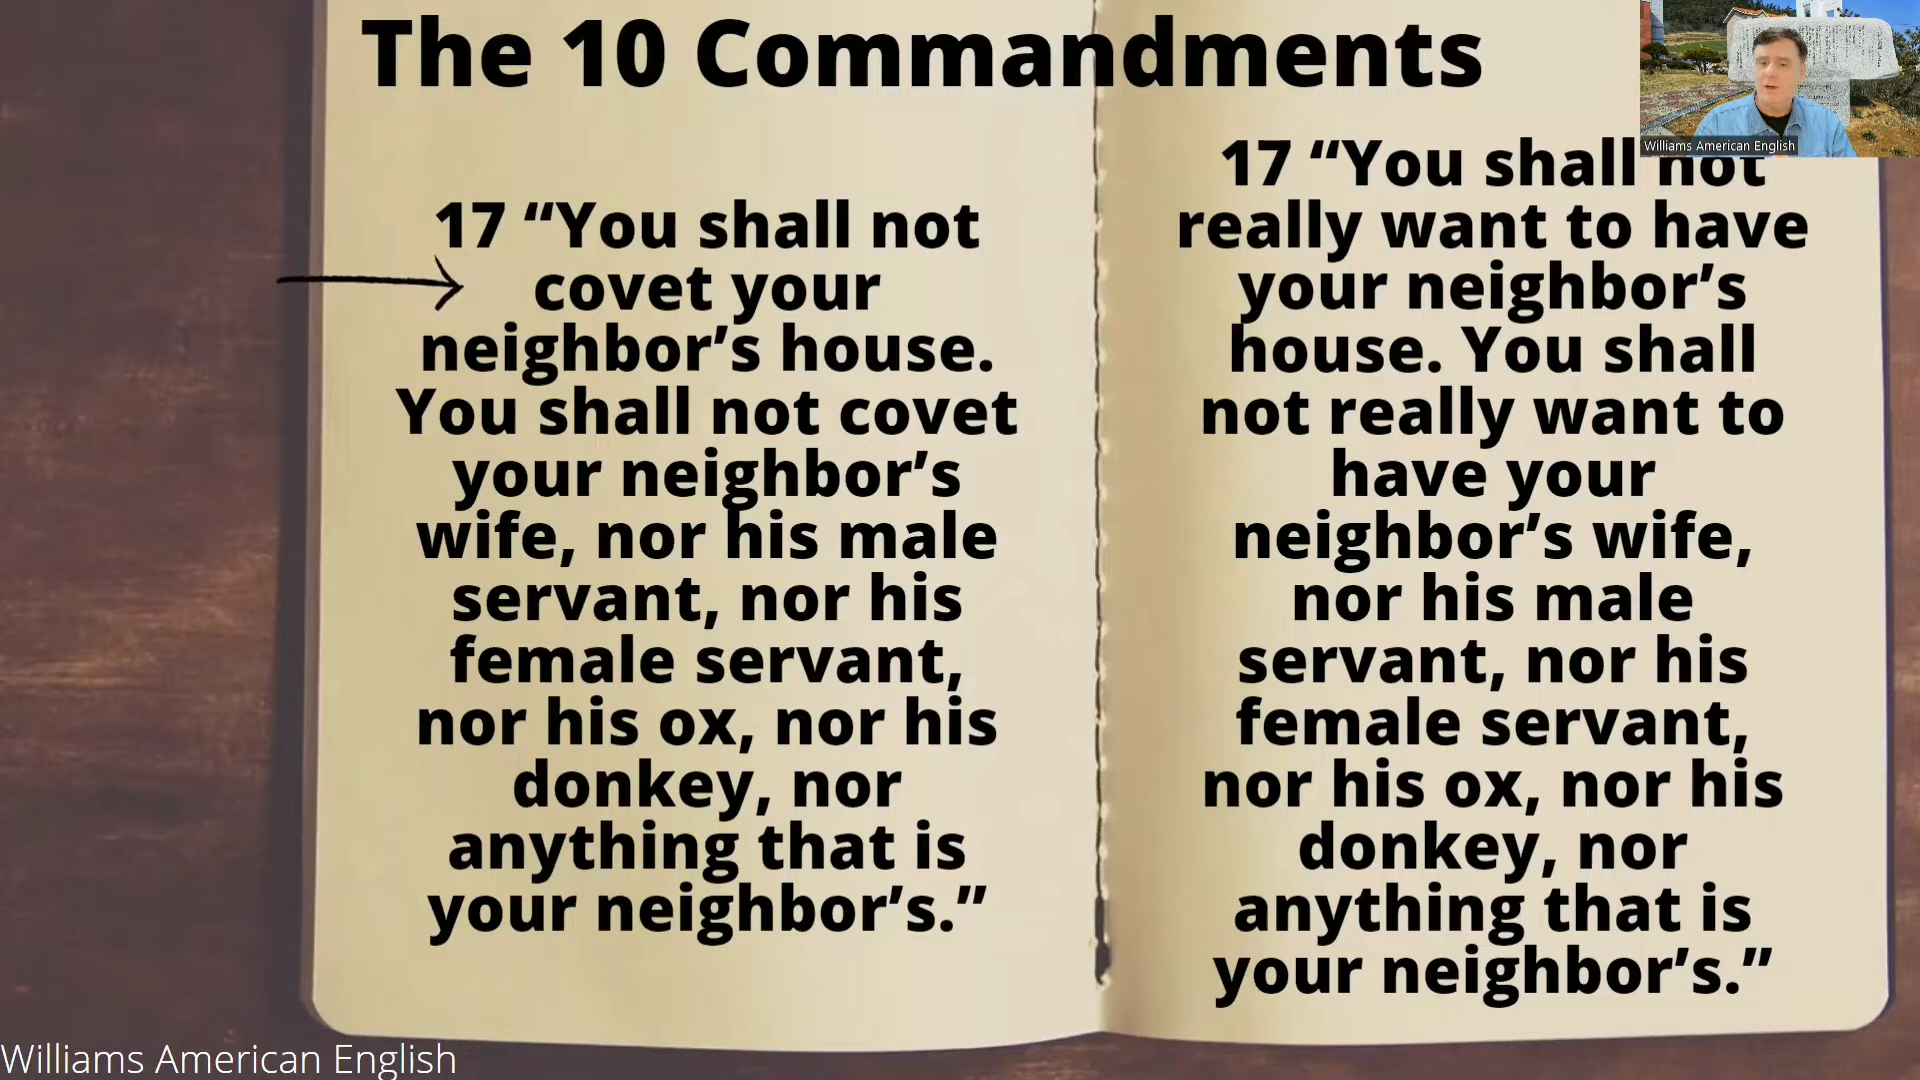 The 10 Commandments
17 “You shall not
covet your
neighbor’s house.
You shall not covet
your neighbor’s
wife, nor his male
servant, nor his
female servant,
nor his ox, nor his
donkey, nor
anything that is
your neighbor’s.”
17 “You shall not
really want to have
your neighbor’s
house. You shall
not really want to
have your
neighbor’s wife,
nor his male
servant, nor his
female servant,
nor his ox, nor his
donkey, nor
anything that is
your neighbor’s.”
Williams American English
Williams American English